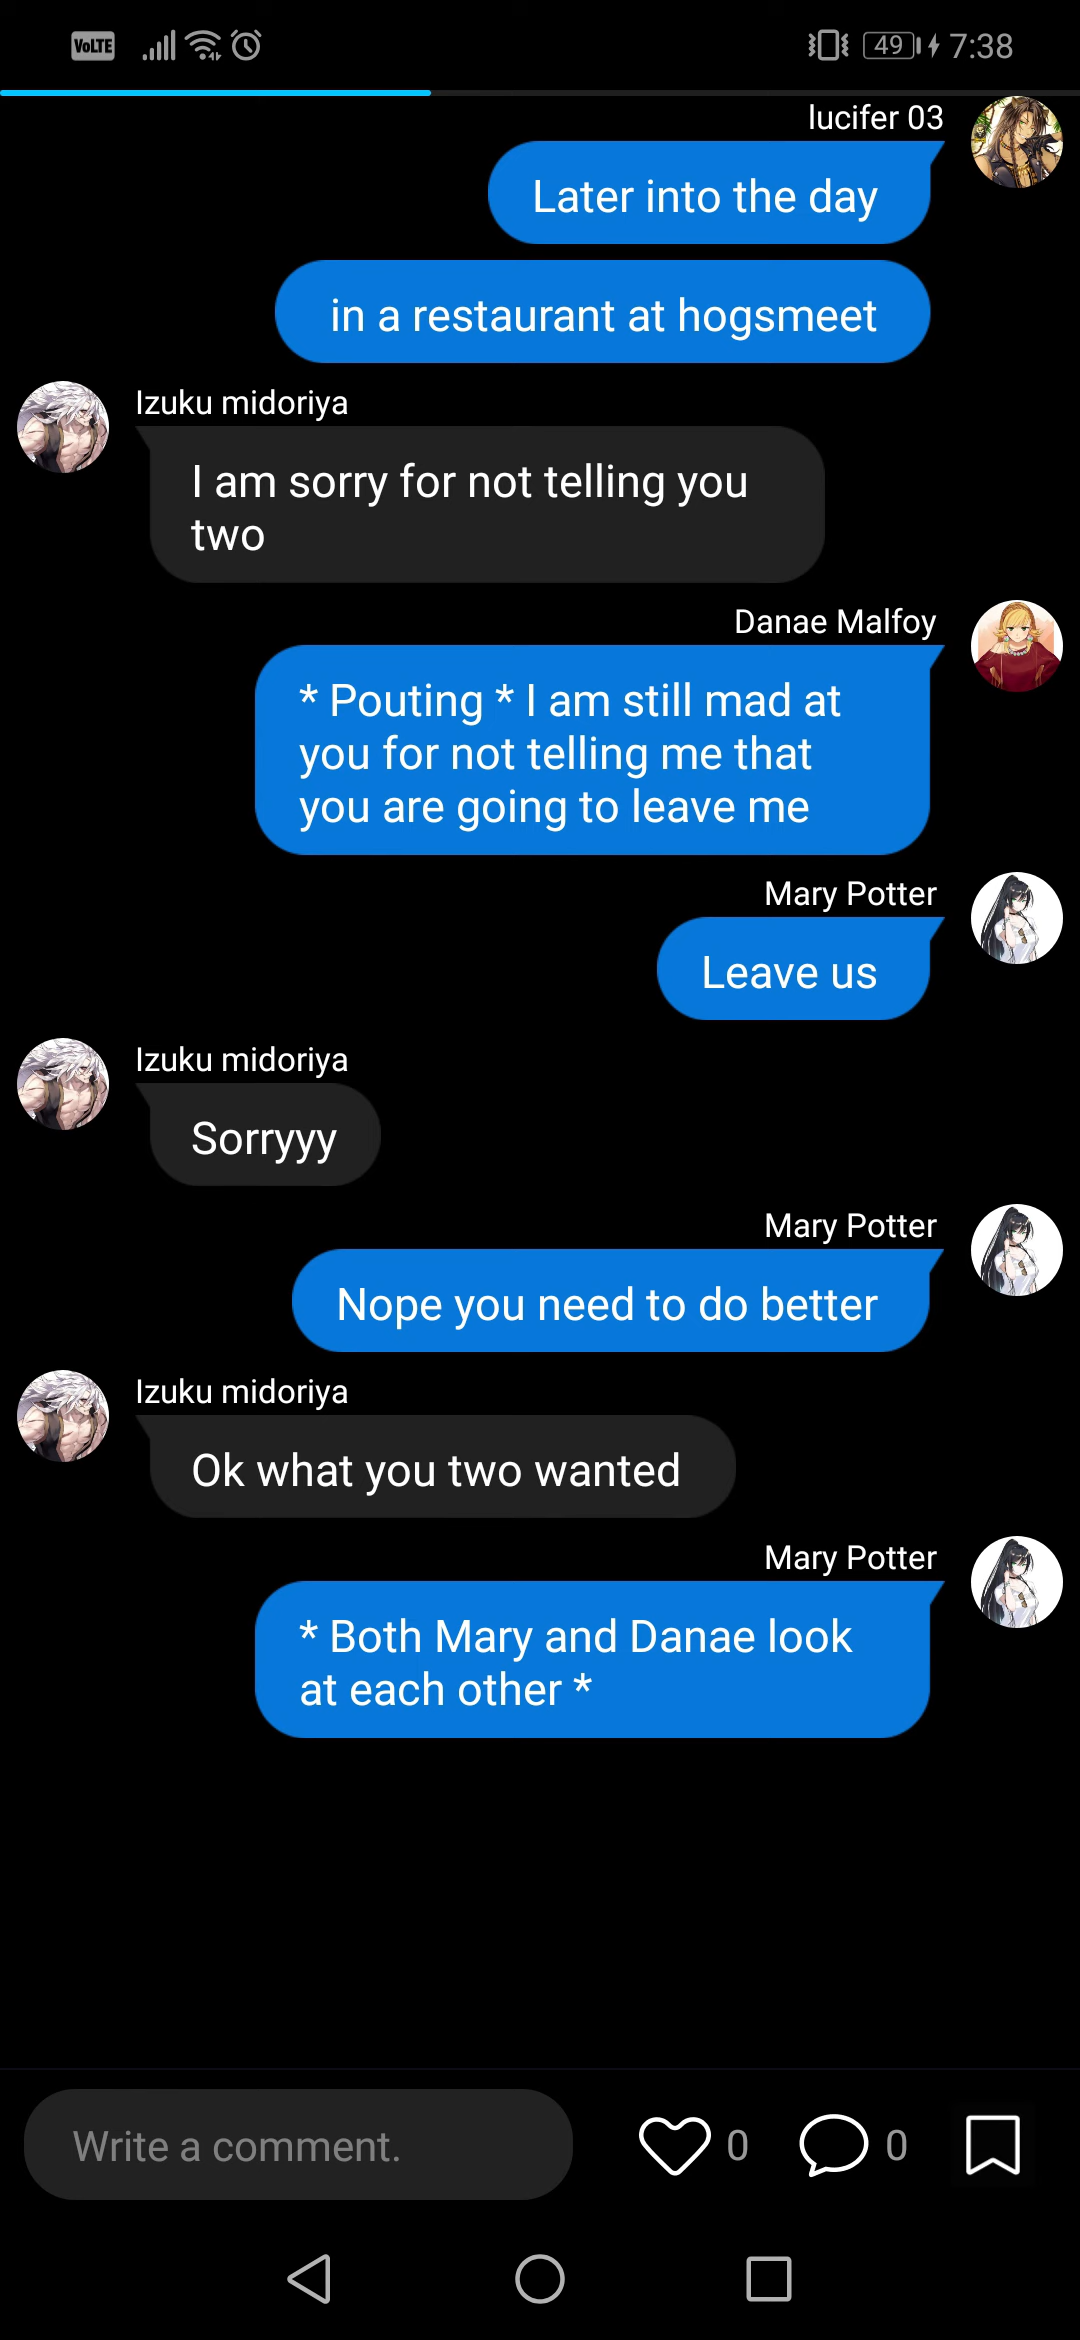 VoLTE
49
7:38
lucifer 03
Later into the day
in a restaurant at hogsmeet
Izuku midoriya
I am sorry for not telling you
two
Danae Malfoy
* Pouting * I am still mad at
you for not telling me that
you are going to leave me
Mary Potter
Leave us
Izuku midoriya
Sorryyy
Mary Potter
Nope you need to do better
Izuku midoriya
Ok what you two wanted
Mary Potter
* Both Mary and Danae look
at each other *
Write a comment.
0
0